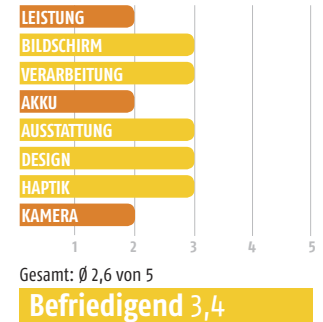 LEISTUNG
BILDSCHIRM
VERARBEITUNG
AKKU
AUSSTATTUNG
DESIGN
HAPTIK
KAMERA
1 2 3 4 5
Gesamt: Ø 2,6 von 5
Befriedigend 3,4